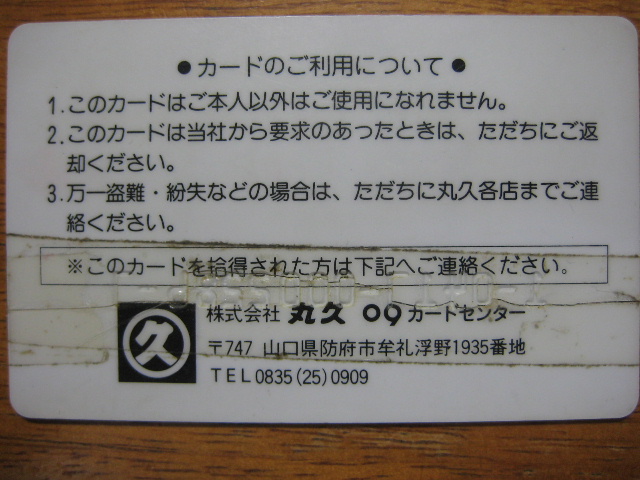 ●カードのご利用について●
1.このカードはご本人以外はご使用になれません。
2.このカードは当社から要求のあったときは、ただちにご返
却ください。
3.万一盗難・紛失などの場合は、ただちに丸久各店までご連
絡ください。
※このカードを拾得された方は下記へご連絡ください。
株式会社 丸久 09 カードセンター
久
〒747 山口県防府市牟礼浮野1935番地
TEL0835(25)0909